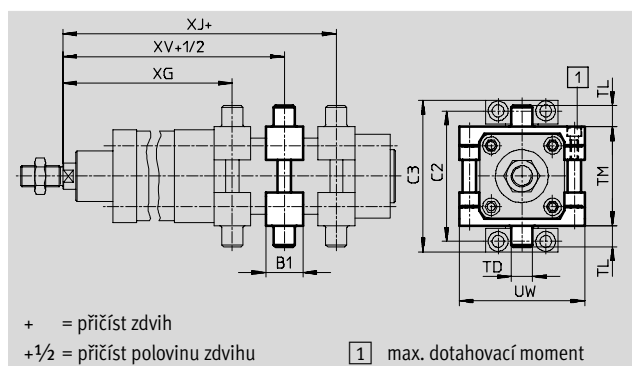 XJ+
XV+1/2
XG
1
TL
C3
C2
TM
B1
TD
TL
UW
+ = přičíst zdvih
+½ = přičíst polovinu zdvihu
1 max. dotahovací moment